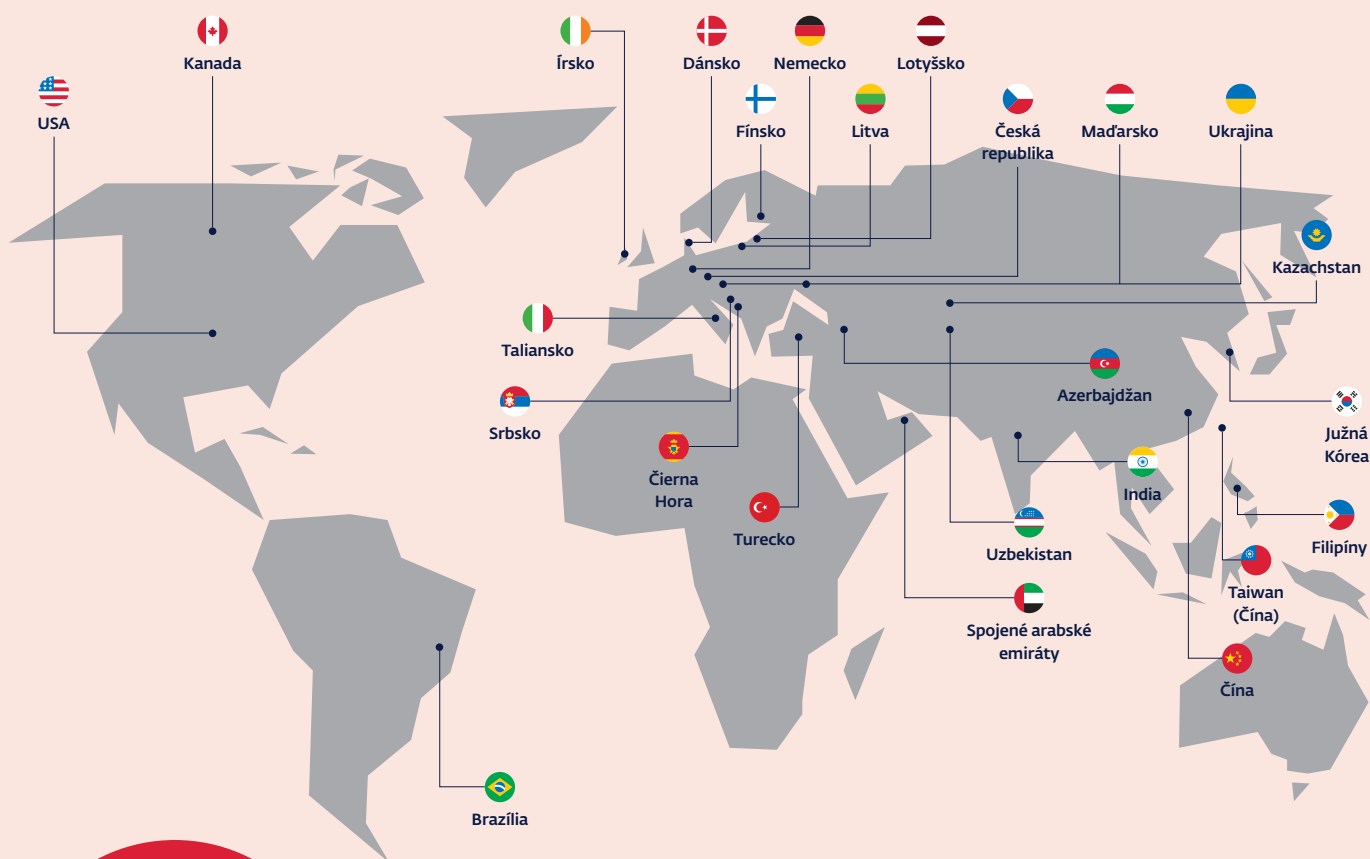 Kanada
Írsko
Dánsko
Nemecko
Lotyšsko
USA
Fínsko
Litva
Česká
republika
Maďarsko
Ukrajina
Kazachstan
Taliansko
Azerbajdžan
Srbsko
Južná
Kórea
Čierna
Hora
India
Turecko
Uzbekistan
Filipíny
Taiwan
(Čína)
Spojené arabské
emiráty
Čína
Brazília